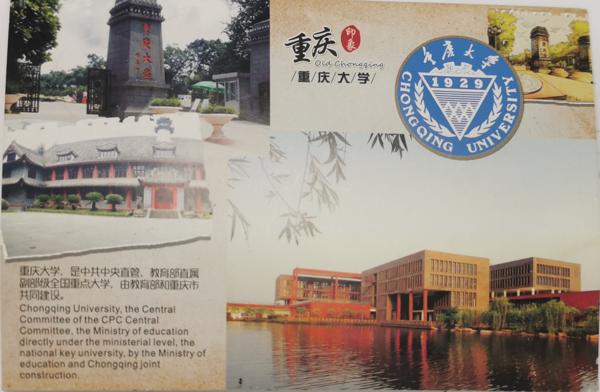 重庆大学
重庆
印象
Old Chongqing
/重/庆/大/学/
重庆大学
1929
CHONGQING UNIVERSITY
重庆大学，是中共中央直管、教育部直属
副部级全国重点大学，由教育部和重庆市
共同建设。
Chongqing University, the Central
Committee of the CPC Central
Committee, the Ministry of education
directly under the ministerial level, the
national key university, by the Ministry of
education and Chongqing joint
construction.